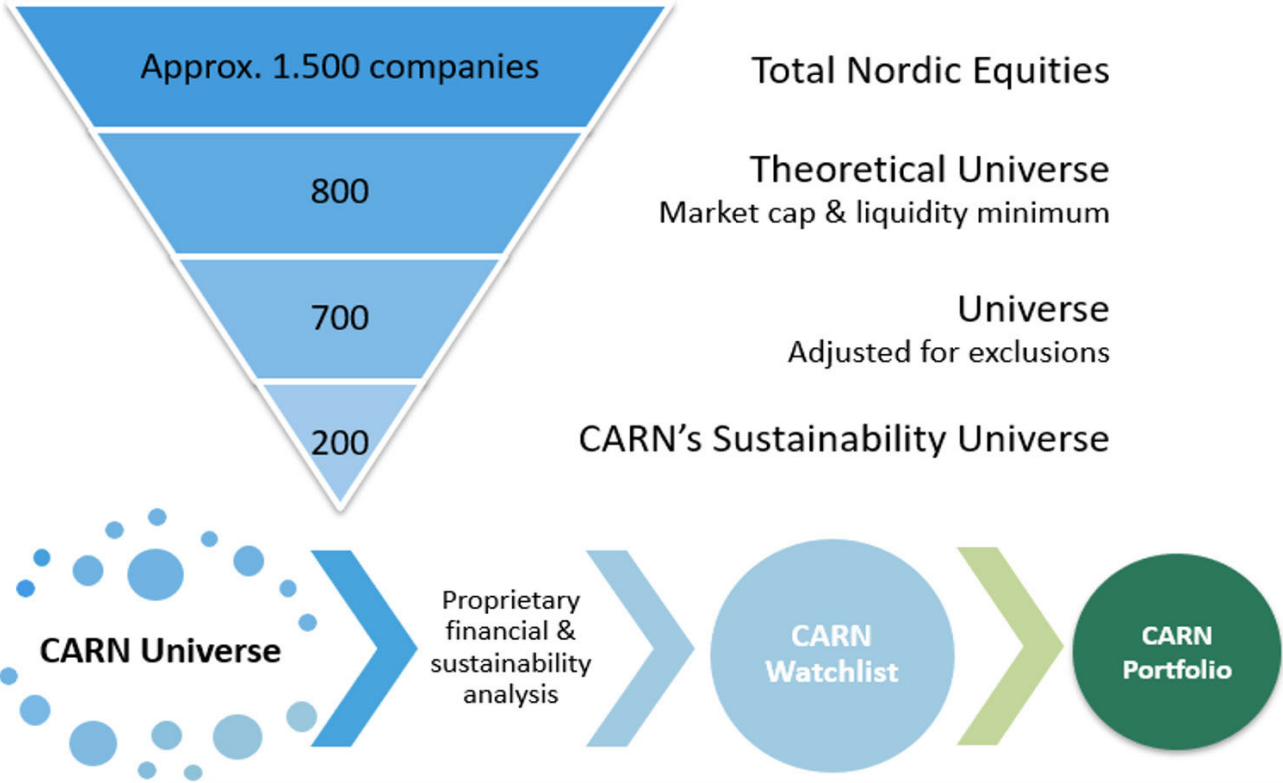 Approx. 1.500 companies
Total Nordic Equities
800
Theoretical Universe
Market cap & liquidity minimum
700
Universe
Adjusted for exclusions
200
CARN’s Sustainability Universe
CARN Universe
Proprietary
financial &
sustainability
analysis
CARN
Watchlist
CARN
Portfolio